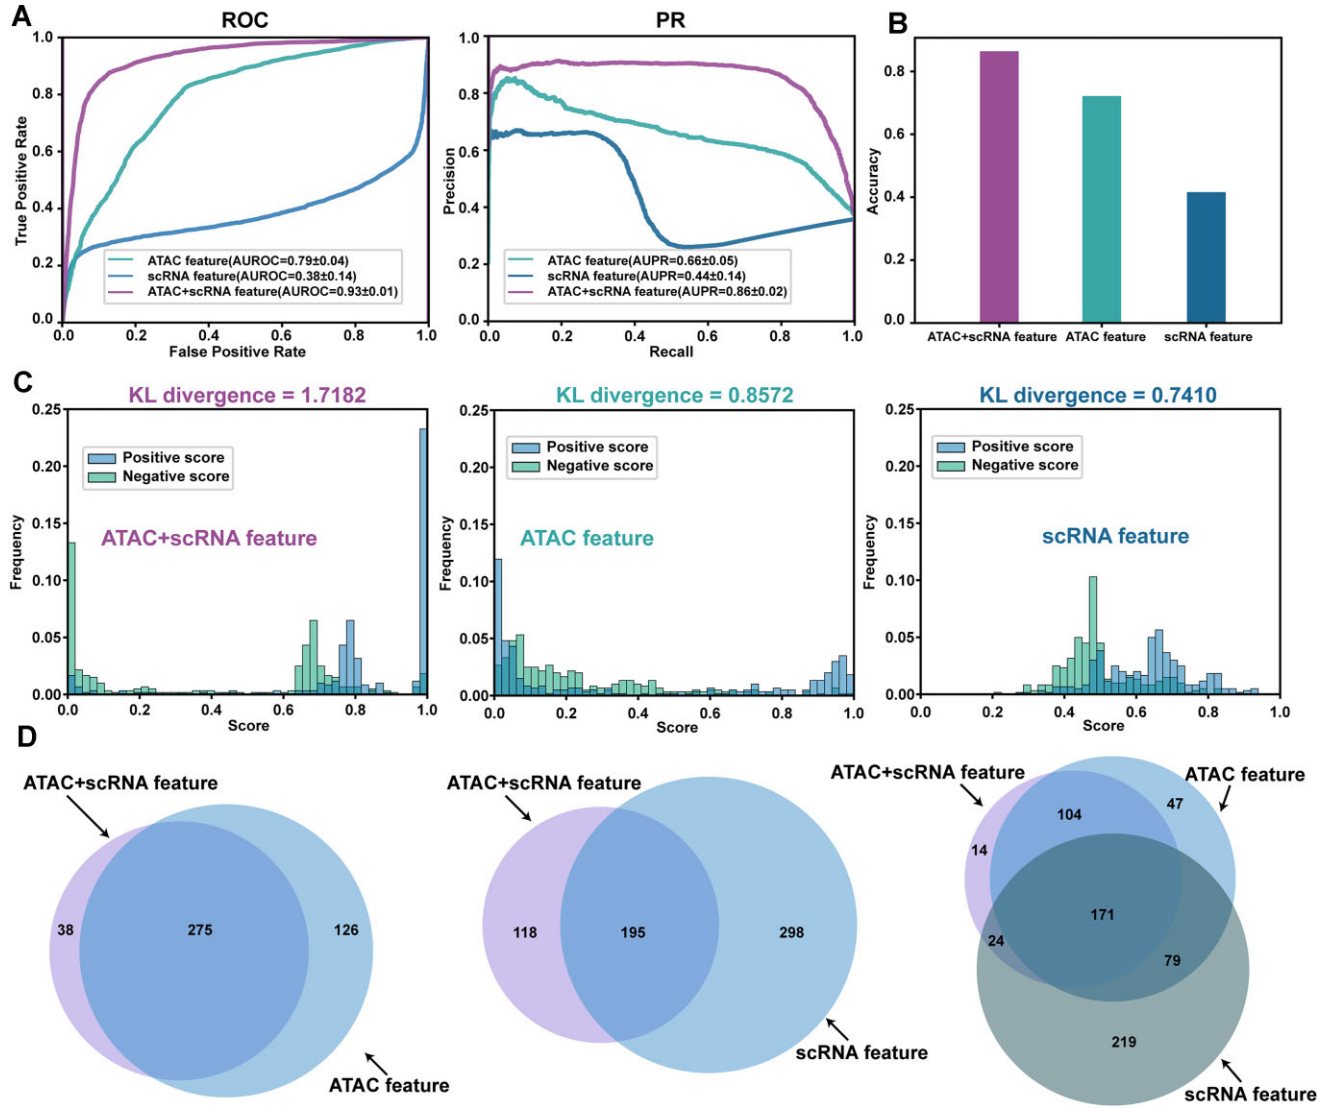 A
ROC
1.0
0.8
0.6
0.4
0.2
0.0
True Positive Rate
ATAC feature(AUROC=0.79±0.04)
scRNA feature(AUROC=0.38±0.14)
ATAC+scRNA feature(AUROC=0.93±0.01)
0.0 0.2 0.4 0.6 0.8 1.0
False Positive Rate
PR
1.0
0.8
0.6
0.4
0.2
0.0
Precision
ATAC feature(AUPR=0.66±0.05)
scRNA feature(AUPR=0.44±0.14)
ATAC+scRNA feature(AUPR=0.86±0.02)
0.0 0.2 0.4 0.6 0.8 1.0
Recall
B
0.8
0.6
0.4
0.2
0.0
Accuracy
ATAC+scRNA feature ATAC feature scRNA feature
C
KL divergence = 1.7182
0.25
0.20
0.15
0.10
0.05
0.00
Frequency
Positive score
Negative score
ATAC+scRNA feature
0.0 0.2 0.4 0.6 0.8 1.0
Score
KL divergence = 0.8572
0.25
0.20
0.15
0.10
0.05
0.00
Frequency
Positive score
Negative score
ATAC feature
0.0 0.2 0.4 0.6 0.8 1.0
Score
KL divergence = 0.7410
0.25
0.20
0.15
0.10
0.05
0.00
Frequency
Positive score
Negative score
scRNA feature
0.0 0.2 0.4 0.6 0.8 1.0
Score
D
ATAC+scRNA feature
38
275
126
ATAC feature
ATAC+scRNA feature
118
195
298
scRNA feature
ATAC+scRNA feature
ATAC feature
104
47
14
171
24
79
219
scRNA feature